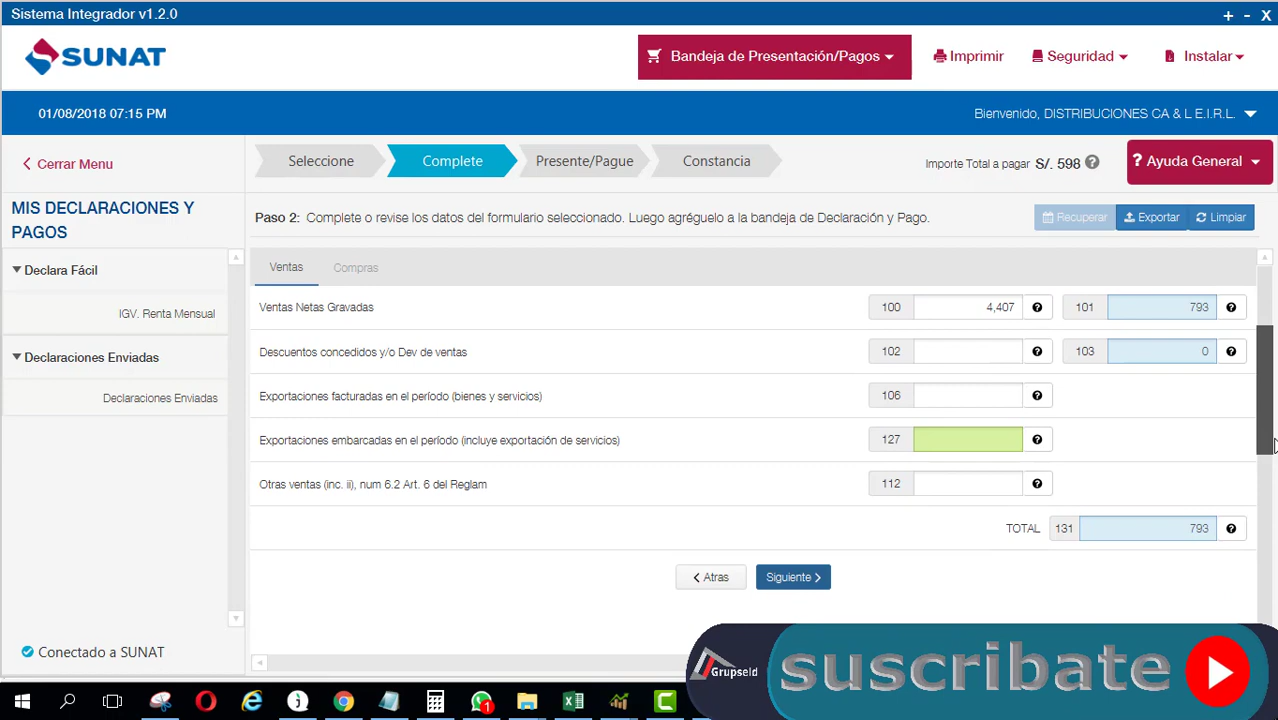 Sistema Integrador v1.2.0
+ - X
SUNAT
Bandeja de Presentación/Pagos
Imprimir
Seguridad
Instalar
01/08/2018 07:15 PM
Bienvenido, DISTRIBUCIONES CA & L E.I.R.L.
Cerrar Menu
Seleccione
Complete
Presente/Pague
Constancia
Importe Total a pagar S/. 598 ?
? Ayuda General
MIS DECLARACIONES Y
PAGOS
Paso 2: Complete o revise los datos del formulario seleccionado. Luego agréguelo a la bandeja de Declaración y Pago.
Recuperar
Exportar
Limpiar
Declara Fácil
IGV. Renta Mensual
Declaraciones Enviadas
Declaraciones Enviadas
Ventas
Compras
Ventas Netas Gravadas 100 4,407 ? 101 793 ?
Descuentos concedidos y/o Dev de ventas 102 ? 103 0 ?
Exportaciones facturadas en el período (bienes y servicios) 106 ?
Exportaciones embarcadas en el período (incluye exportación de servicios) 127 ?
Otras ventas (inc. ii), num 6.2 Art. 6 del Reglam 112 ?
TOTAL 131 793 ?
Atras
Siguiente
Conectado a SUNAT
Grupseld
suscribate
1